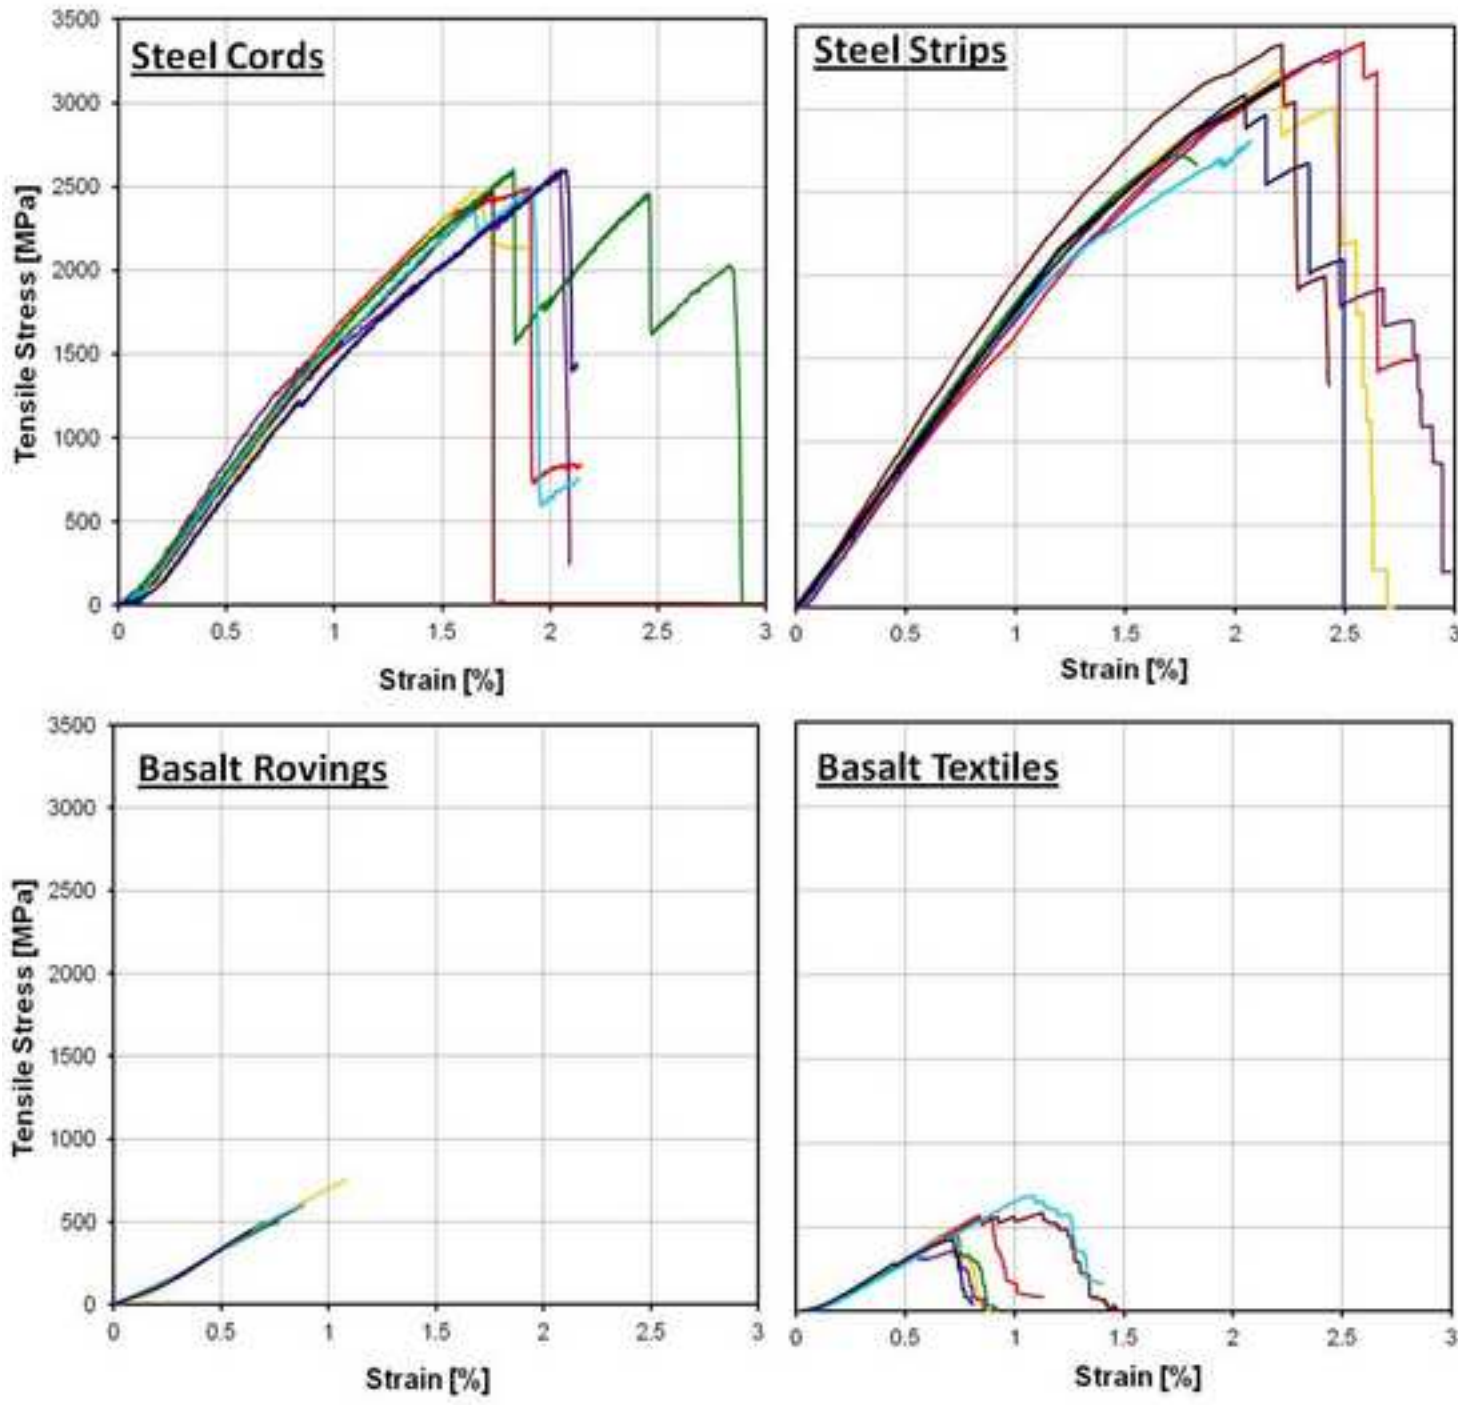 Steel Cords
Tensile Stress [MPa]
3500
3000
2500
2000
1500
1000
500
0
0 0.5 1 1.5 2 2.5 3
Strain [%]
Steel Strips
0 0.5 1 1.5 2 2.5 3
Strain [%]
Basalt Rovings
Tensile Stress [MPa]
3500
3000
2500
2000
1500
1000
500
0
0 0.5 1 1.5 2 2.5 3
Strain [%]
Basalt Textiles
0 0.5 1 1.5 2 2.5 3
Strain [%]